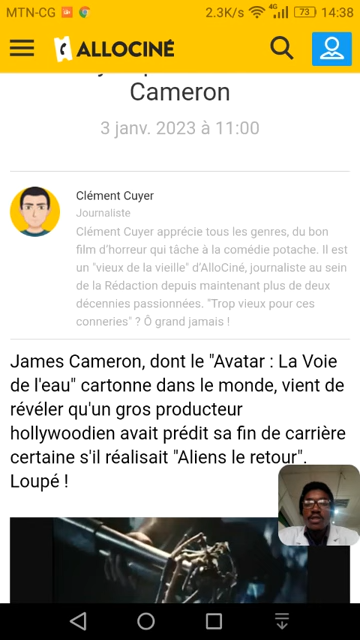 MTN-CG 2.3K/s 4G 73 14:38
ALLOCINÉ
Cameron
3 janv. 2023 à 11:00
Clément Cuyer
Journaliste
Clément Cuyer apprécie tous les genres, du bon
film d'horreur qui tâche à la comédie potache. Il est
un "vieux de la vieille" d'AlloCiné, journaliste au sein
de la Rédaction depuis maintenant plus de deux
décennies passionnées. "Trop vieux pour ces
conneries" ? Ô grand jamais !
James Cameron, dont le "Avatar : La Voie
de l'eau" cartonne dans le monde, vient de
révéler qu'un gros producteur
hollywoodien avait prédit sa fin de carrière
certaine s'il réalisait "Aliens le retour".
Loupé !